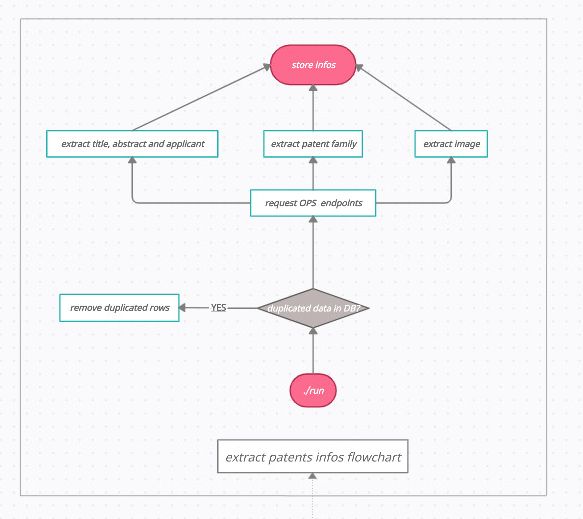 store infos
extract title, abstract and applicant
extract patent family
extract image
request OPS endpoints
remove duplicated rows
YES
duplicated data in DB?
./run
extract patents infos flowchart